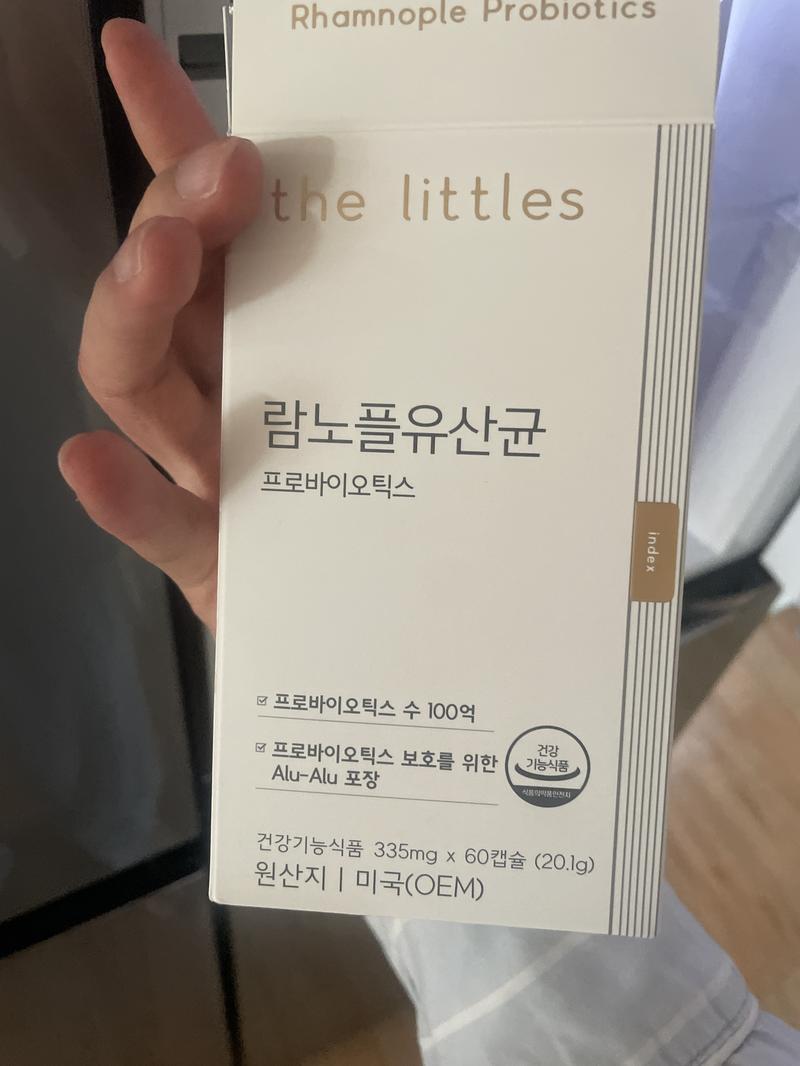 Rhamnople Probiotics
the littles
람노플유산균
프로바이오틱스
index
프로바이오틱스 수 100억
프로바이오틱스 보호를 위한
Alu-Alu 포장
건강
기능식품
식품의약품안전처
건강기능식품 335mg x 60캡슐 (20.1g)
원산지 | 미국(OEM)